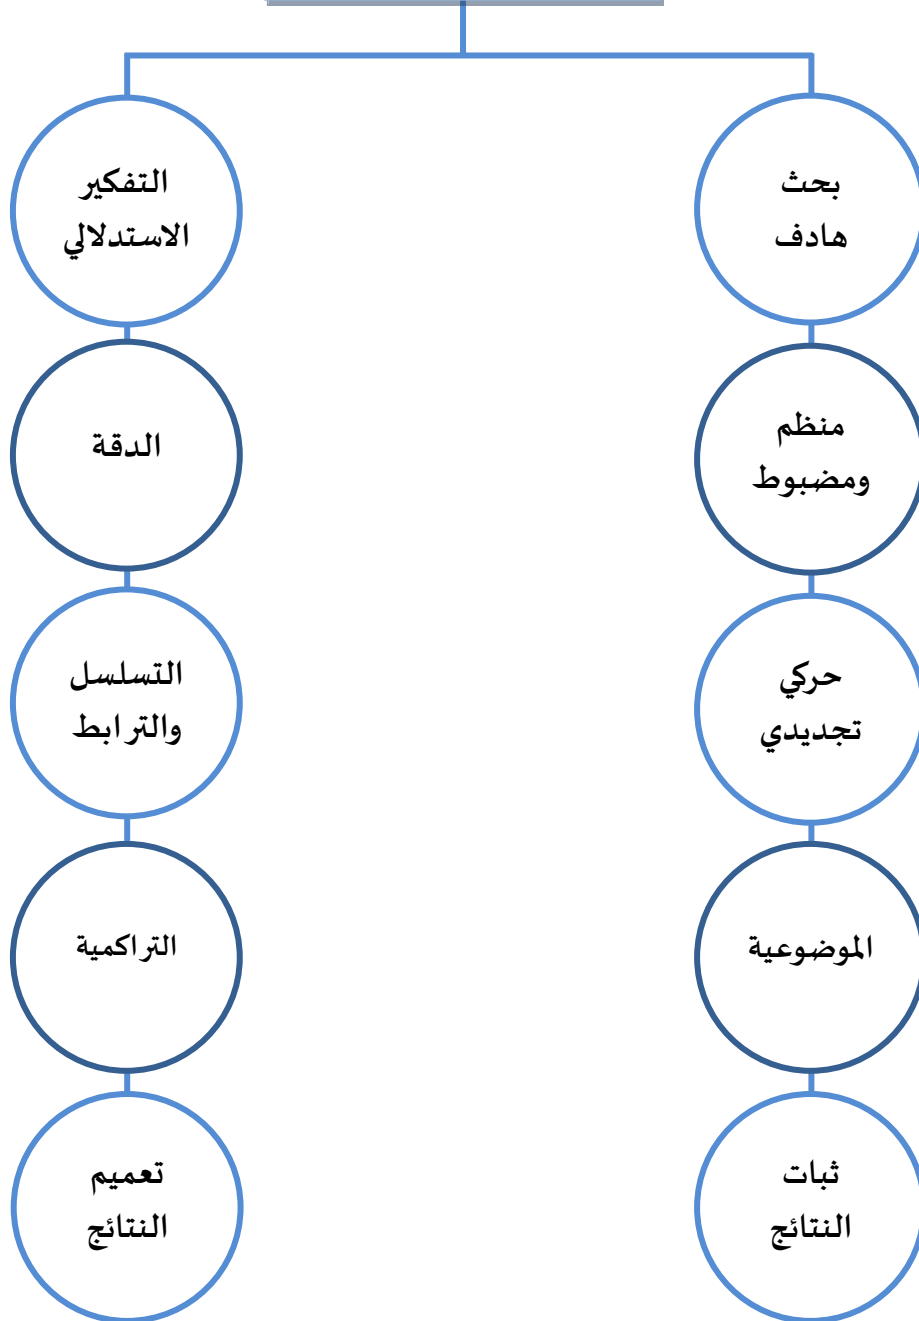 بحث
هادف
منظم
ومضبوط
حركي
تجديدي
الموضوعية
ثبات
النتائج
التفكير
الاستدلالي
الدقة
التسلسل
والترابط
التراكمية
تعميم
النتائج